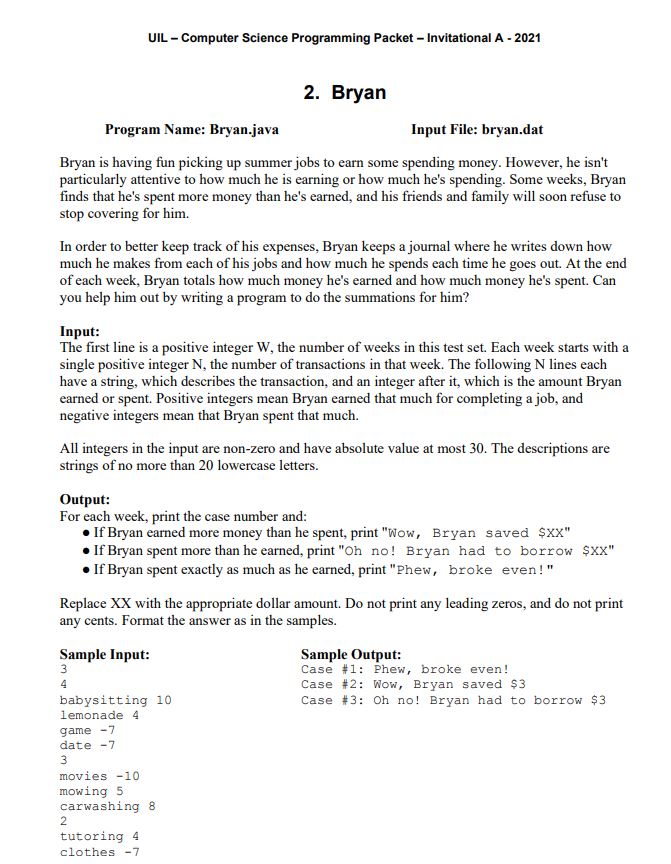 UIL – Computer Science Programming Packet – Invitational A - 2021
2. Bryan
Program Name: Bryan.java Input File: bryan.dat
Bryan is having fun picking up summer jobs to earn some spending money. However, he isn't
particularly attentive to how much he is earning or how much he's spending. Some weeks, Bryan
finds that he's spent more money than he's earned, and his friends and family will soon refuse to
stop covering for him.
In order to better keep track of his expenses, Bryan keeps a journal where he writes down how
much he makes from each of his jobs and how much he spends each time he goes out. At the end
of each week, Bryan totals how much money he's earned and how much money he's spent. Can
you help him out by writing a program to do the summations for him?
Input:
The first line is a positive integer W, the number of weeks in this test set. Each week starts with a
single positive integer N, the number of transactions in that week. The following N lines each
have a string, which describes the transaction, and an integer after it, which is the amount Bryan
earned or spent. Positive integers mean Bryan earned that much for completing a job, and
negative integers mean that Bryan spent that much.
All integers in the input are non-zero and have absolute value at most 30. The descriptions are
strings of no more than 20 lowercase letters.
Output:
For each week, print the case number and:
● If Bryan earned more money than he spent, print "Wow, Bryan saved $XX"
● If Bryan spent more than he earned, print "Oh no! Bryan had to borrow $XX"
● If Bryan spent exactly as much as he earned, print "Phew, broke even!"
Replace XX with the appropriate dollar amount. Do not print any leading zeros, and do not print
any cents. Format the answer as in the samples.
Sample Input:
3
4
babysitting 10
lemonade 4
game -7
date -7
3
movies -10
mowing 5
carwashing 8
2
tutoring 4
clothes -7
Sample Output:
Case #1: Phew, broke even!
Case #2: Wow, Bryan saved $3
Case #3: Oh no! Bryan had to borrow $3